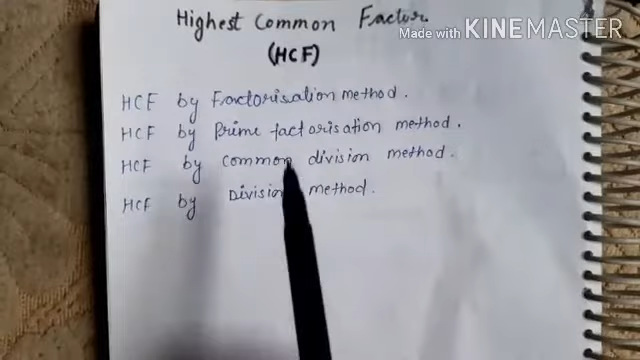 Highest Common Factor
Made with KINEMASTER
(HCF)
HCF by Factorisation method.
HCF by Prime factorisation method.
HCF by common division method.
HCF by Division method.